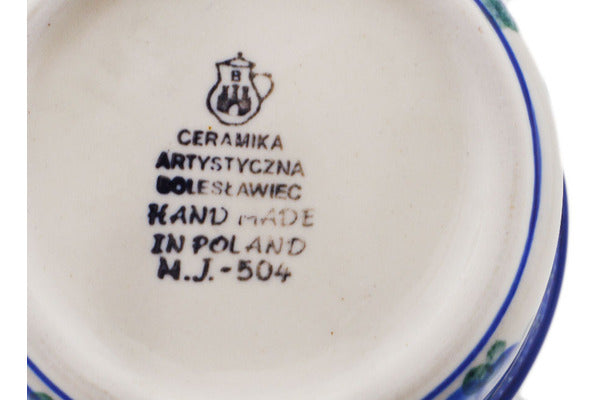 B
CERAMIKA
ARTYSTYCZNA
BOLESŁAWIEC
HAND MADE
IN POLAND
M.J.-504